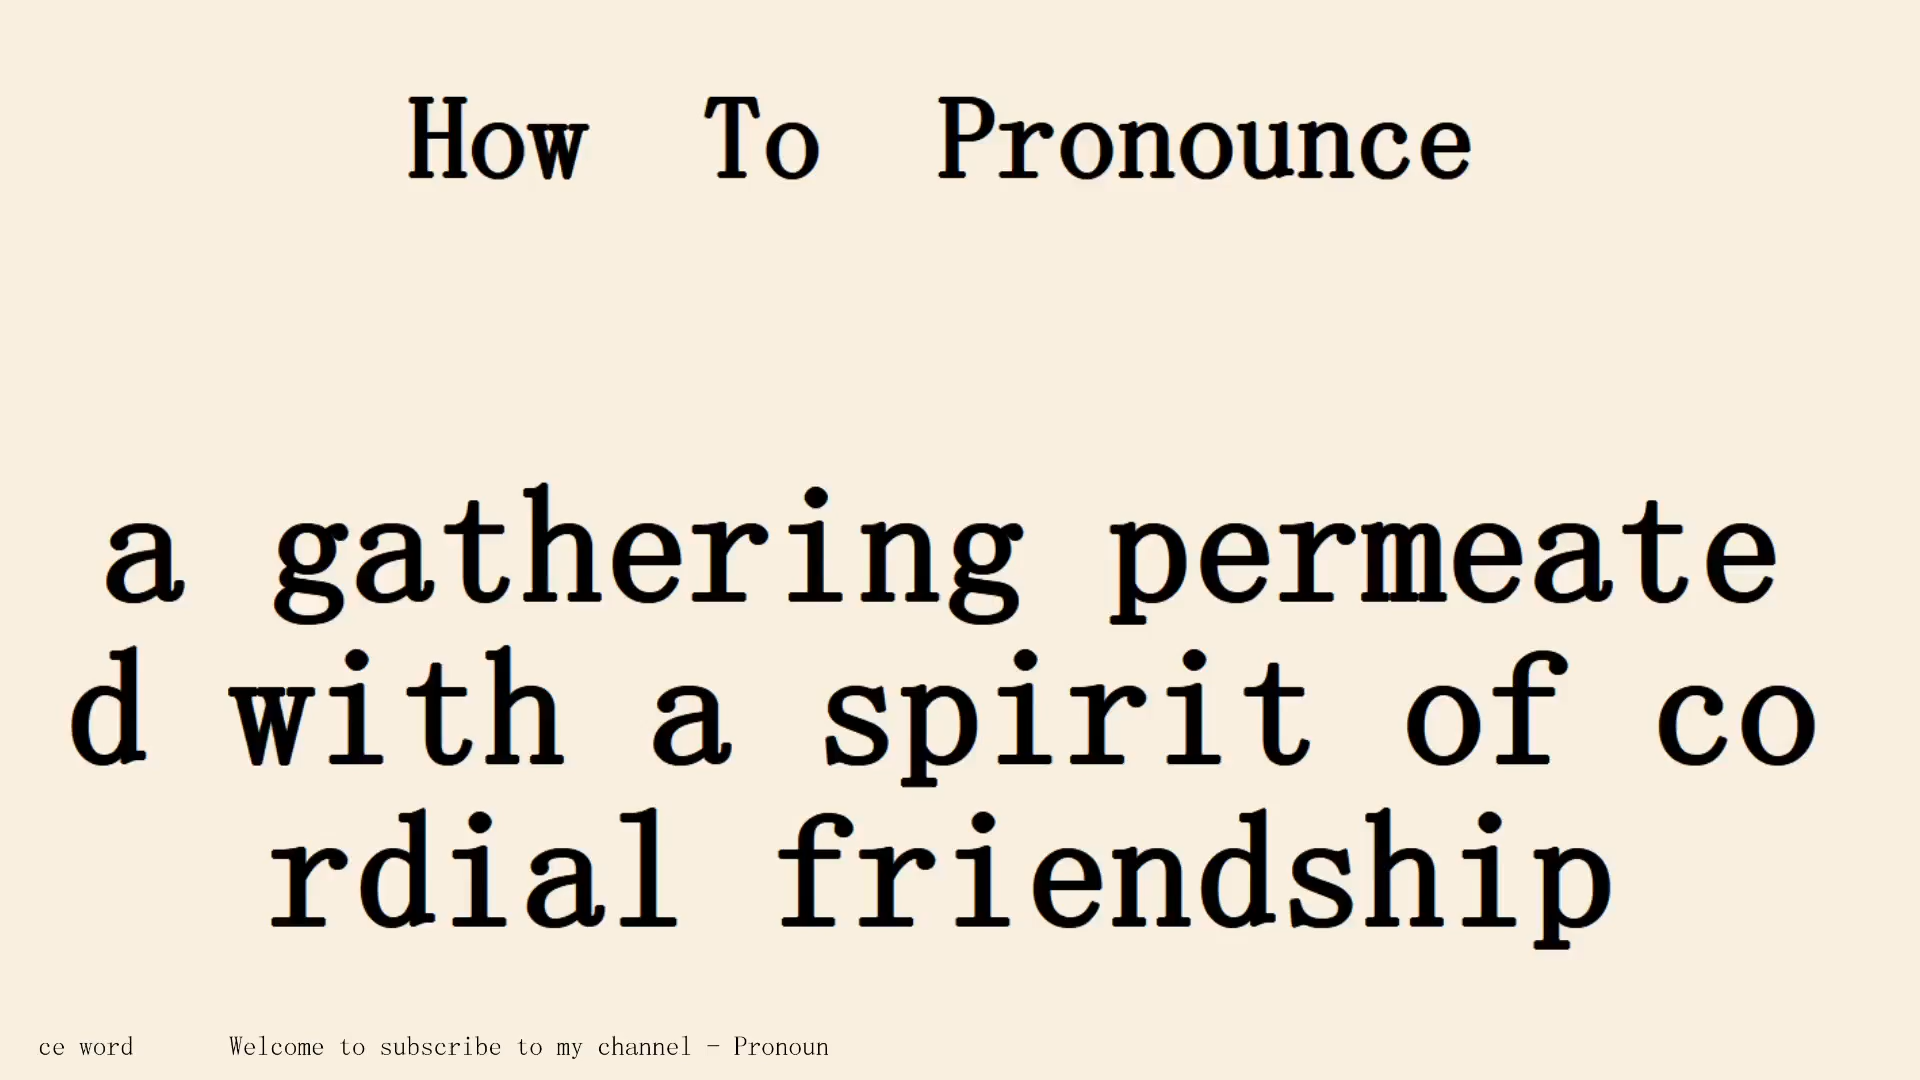 How To Pronounce
a gathering permeate
d with a spirit of co
rdial friendship
ce word Welcome to subscribe to my channel - Pronoun